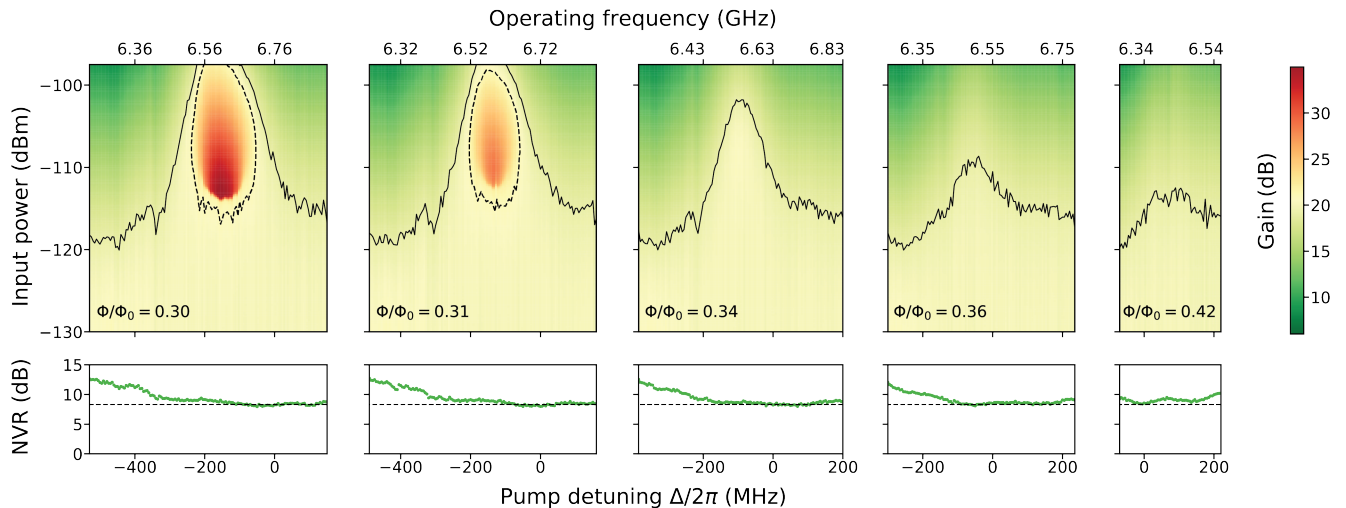 Operating frequency (GHz)
6.36 6.56 6.76 6.32 6.52 6.72 6.43 6.63 6.83 6.35 6.55 6.75 6.34 6.54
Input power (dBm)
−100
−110
−120
−130
Φ/Φ₀ = 0.30 Φ/Φ₀ = 0.31 Φ/Φ₀ = 0.34 Φ/Φ₀ = 0.36 Φ/Φ₀ = 0.42
Gain (dB)
30
25
20
15
10
NVR (dB)
15
10
5
0
−400 −200 0 −400 −200 0 −200 0 200 −200 0 200 0 200
Pump detuning Δ/2π (MHz)